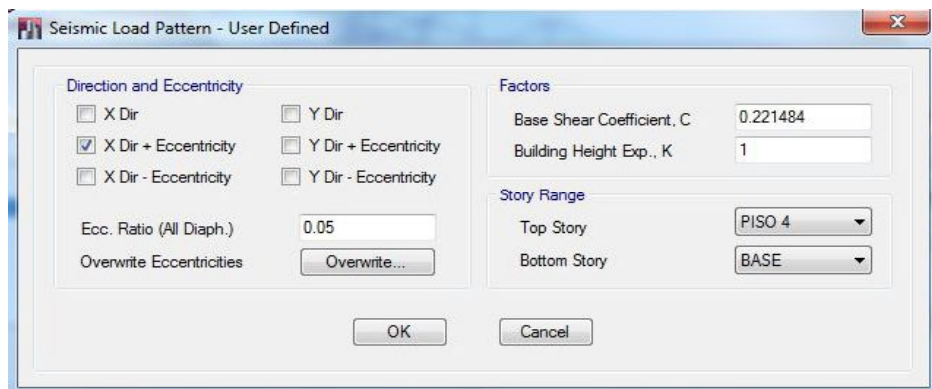 Seismic Load Pattern - User Defined
Direction and Eccentricity
X Dir
Y Dir
X Dir + Eccentricity
Y Dir + Eccentricity
X Dir - Eccentricity
Y Dir - Eccentricity
Ecc. Ratio (All Diaph.)
0.05
Overwrite Eccentricities
Overwrite...
Factors
Base Shear Coefficient, C
0.221484
Building Height Exp., K
1
Story Range
Top Story
PISO 4
Bottom Story
BASE
OK
Cancel